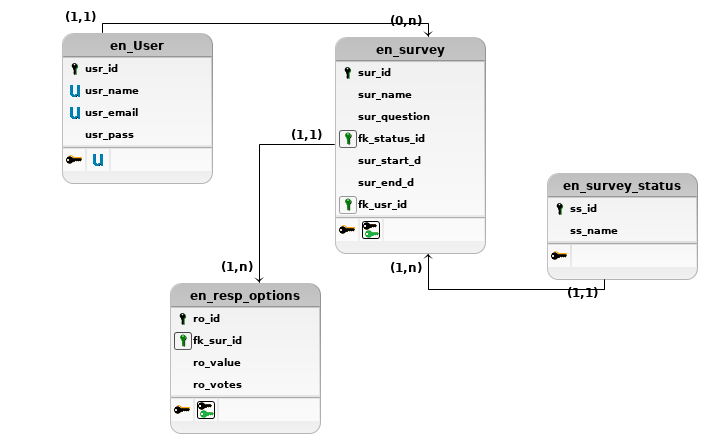 (1,1)
(0,n)
en_User
usr_id
U usr_name
U usr_email
usr_pass
U
en_survey
sur_id
sur_name
sur_question
fk_status_id
sur_start_d
sur_end_d
fk_usr_id
(1,1)
(1,n)
en_survey_status
ss_id
ss_name
(1,n)
(1,1)
en_resp_options
ro_id
fk_sur_id
ro_value
ro_votes